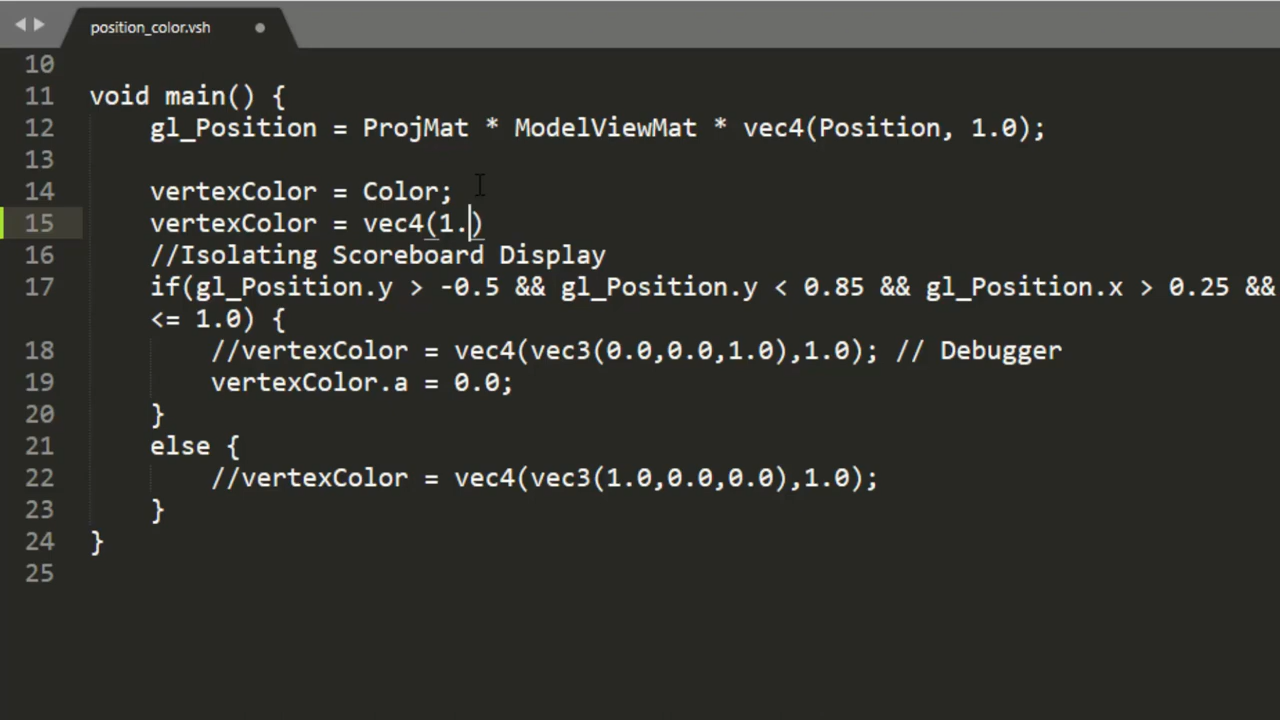 position_color.vsh
10
11 void main() {
12 gl_Position = ProjMat * ModelViewMat * vec4(Position, 1.0);
13
14 vertexColor = Color;
15 vertexColor = vec4(1.)
16 //Isolating Scoreboard Display
17 if(gl_Position.y > -0.5 && gl_Position.y < 0.85 && gl_Position.x > 0.25 &&
<= 1.0) {
18 //vertexColor = vec4(vec3(0.0,0.0,1.0),1.0); // Debugger
19 vertexColor.a = 0.0;
20 }
21 else {
22 //vertexColor = vec4(vec3(1.0,0.0,0.0),1.0);
23 }
24 }
25